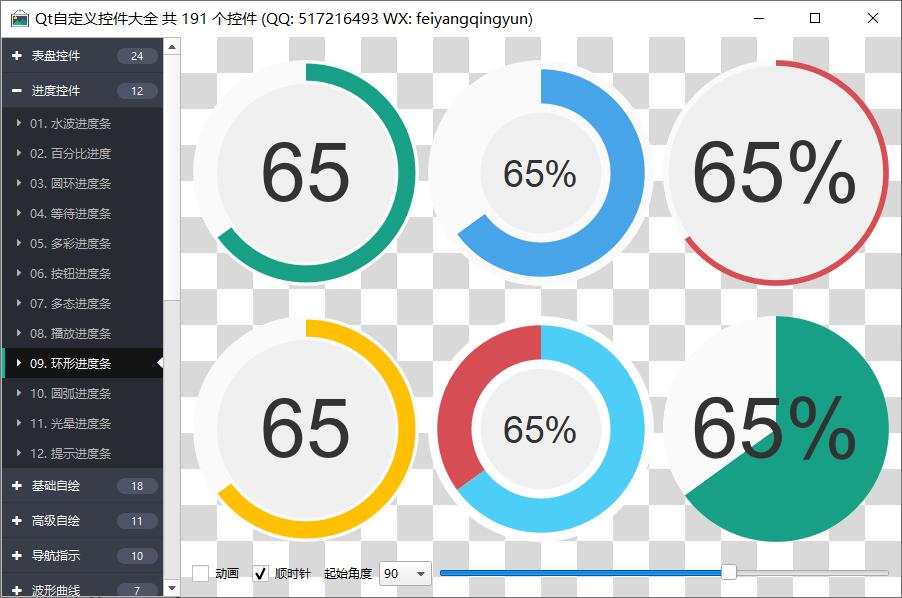 Qt自定义控件大全 共 191 个控件 (QQ: 517216493 WX: feiyangqingyun)
表盘控件 24
进度控件 12
01. 水波进度条
02. 百分比进度
03. 圆环进度条
04. 等待进度条
05. 多彩进度条
06. 按钮进度条
07. 多态进度条
08. 播放进度条
09. 环形进度条
10. 圆弧进度条
11. 光晕进度条
12. 提示进度条
基础自绘 18
高级自绘 11
导航指示 10
波形曲线 7
65
65%
65%
65
65%
65%
动画 顺时针 起始角度 90